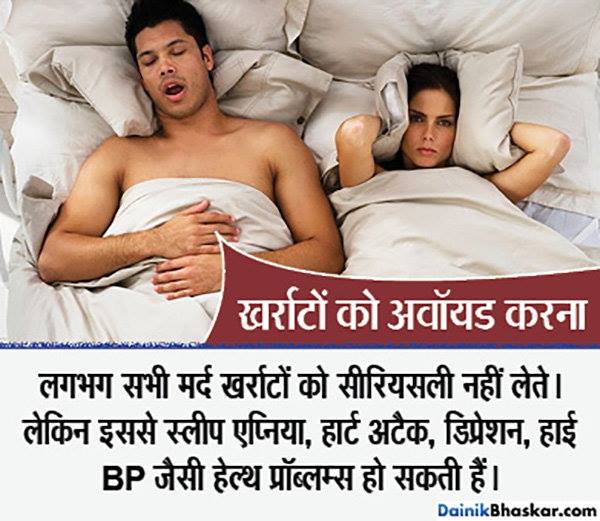 खर्राटों को अवॉयड करना
लगभग सभी मर्द खर्राटों को सीरियसली नहीं लेते।
लेकिन इससे स्लीप एप्निया, हार्ट अटैक, डिप्रेशन, हाई
BP जैसी हेल्थ प्रॉब्लम्स हो सकती हैं।
DainikBhaskar.com